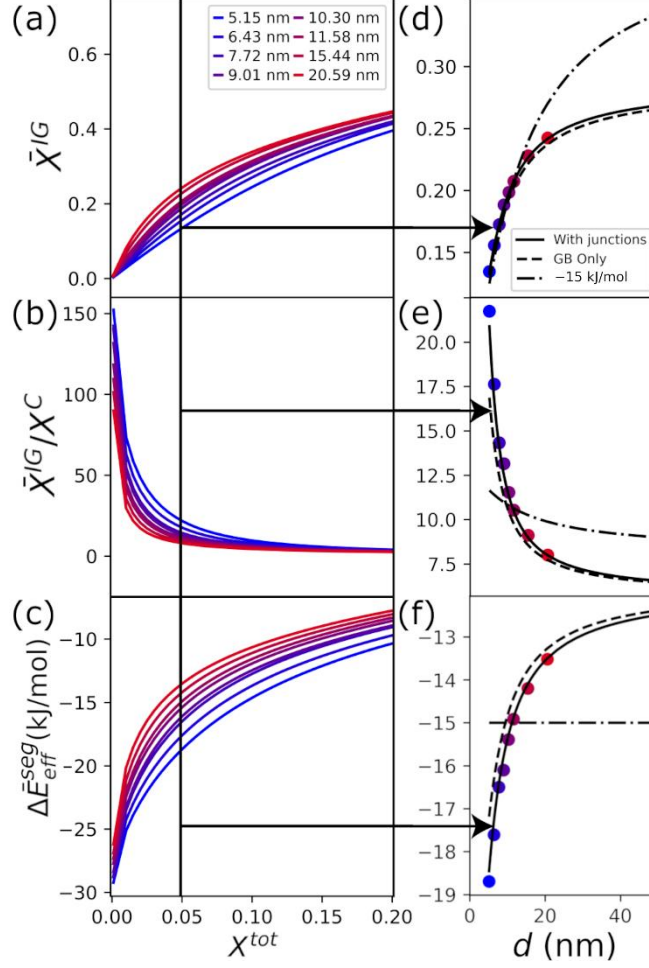 (a)
X̄^IG
0.6
0.4
0.2
0.0
5.15 nm 10.30 nm
6.43 nm 11.58 nm
7.72 nm 15.44 nm
9.01 nm 20.59 nm
(d)
0.35
0.30
0.25
0.20
0.15
With junctions
GB Only
−15 kJ/mol
(b)
X̄^IG/X^C
150
100
50
0
(e)
20.0
17.5
15.0
12.5
10.0
7.5
(c)
ΔĒ^seg_eff (kJ/mol)
−10
−15
−20
−25
−30
0.00 0.05 0.10 0.15 0.20
X^tot
(f)
−13
−14
−15
−16
−17
−18
−19
0 20 40
d (nm)